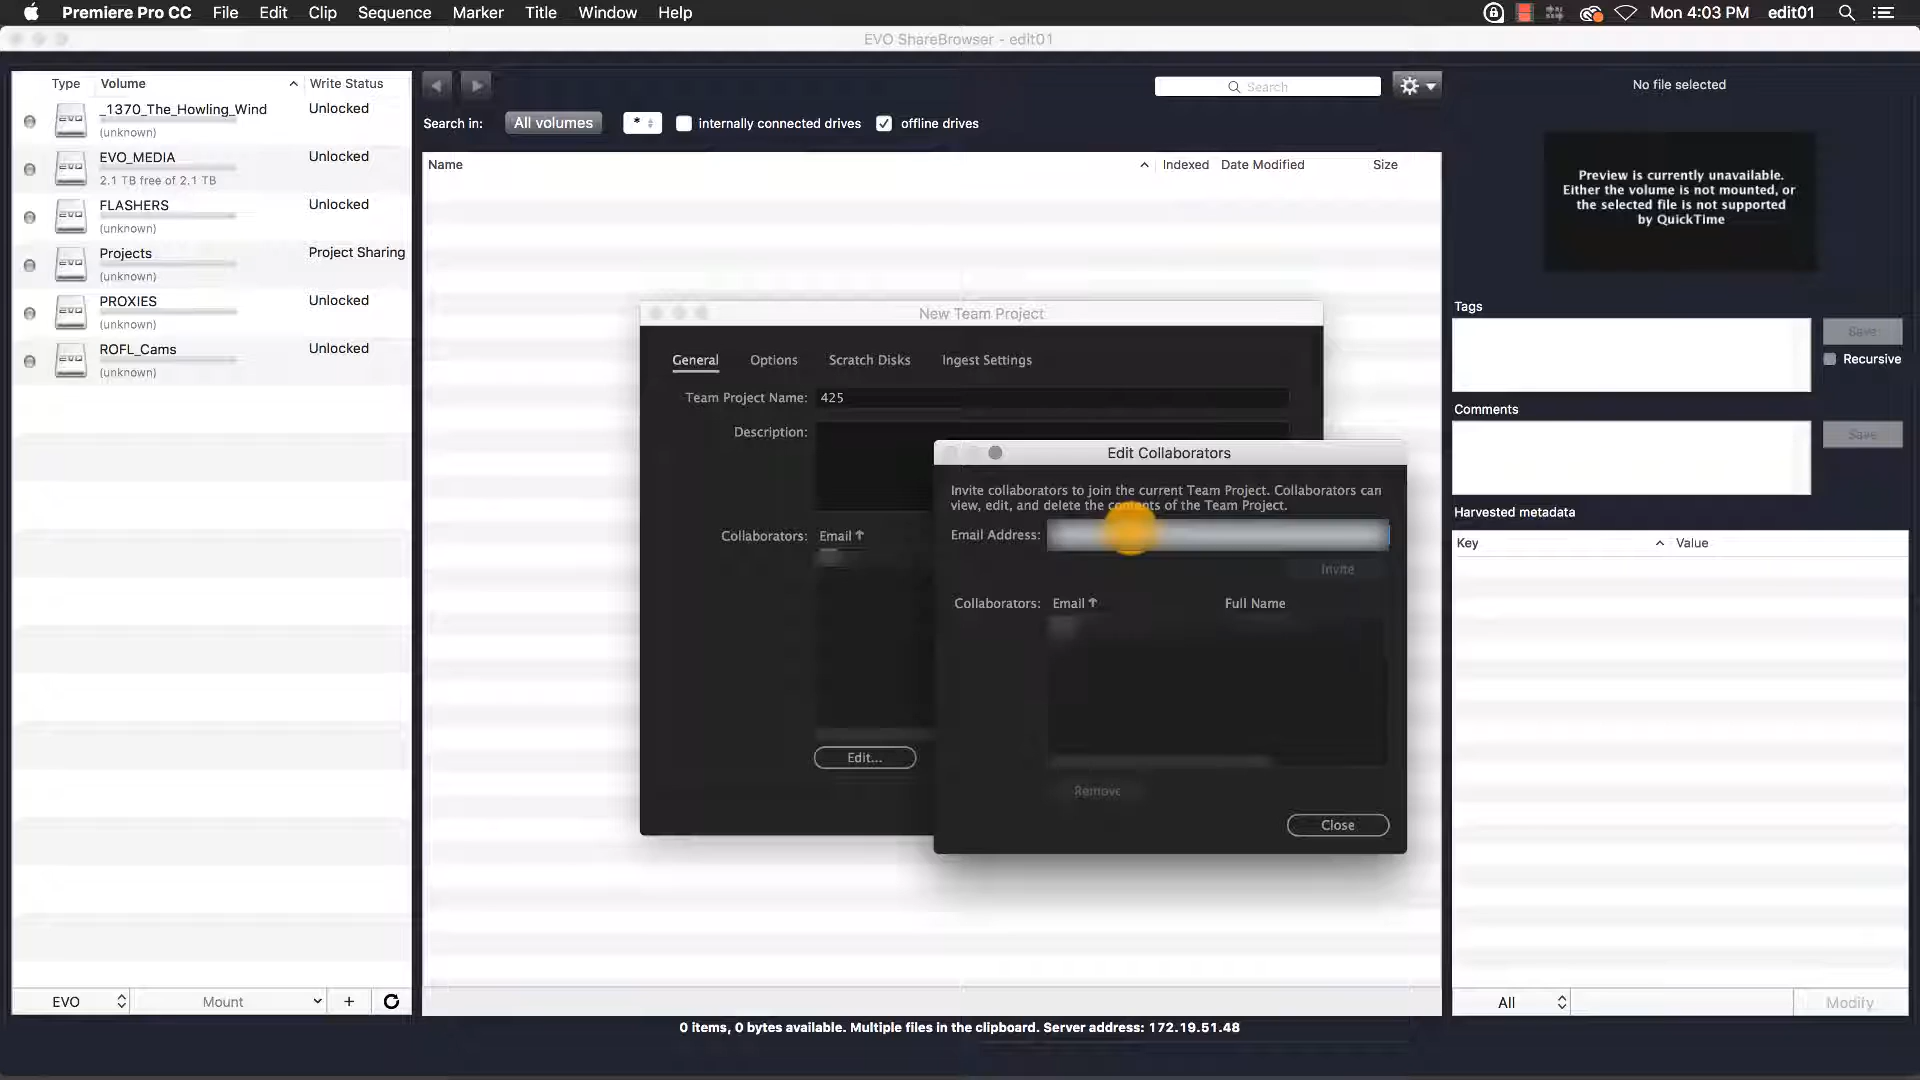 Premiere Pro CC File Edit Clip Sequence Marker Title Window Help Mon 4:03 PM edit01
EVO ShareBrowser - edit01
Type Volume Write Status
_1370_The_Howling_Wind Unlocked
(unknown)
EVO_MEDIA Unlocked
2.1 TB free of 2.1 TB
FLASHERS Unlocked
(unknown)
Projects Project Sharing
(unknown)
PROXIES Unlocked
(unknown)
ROFL_Cams Unlocked
(unknown)
EVO Mount +
Search
Search in: All volumes * internally connected drives offline drives
Name Indexed Date Modified Size
New Team Project
General Options Scratch Disks Ingest Settings
Team Project Name: 425
Description:
Collaborators: Email ↑
Edit...
Edit Collaborators
Invite collaborators to join the current Team Project. Collaborators can
view, edit, and delete the contents of the Team Project.
Email Address:
Invite
Collaborators: Email ↑ Full Name
Remove
Close
No file selected
Preview is currently unavailable.
Either the volume is not mounted, or
the selected file is not supported
by QuickTime
Tags
Save
Recursive
Comments
Save
Harvested metadata
Key Value
All Modify
0 items, 0 bytes available. Multiple files in the clipboard. Server address: 172.19.51.48